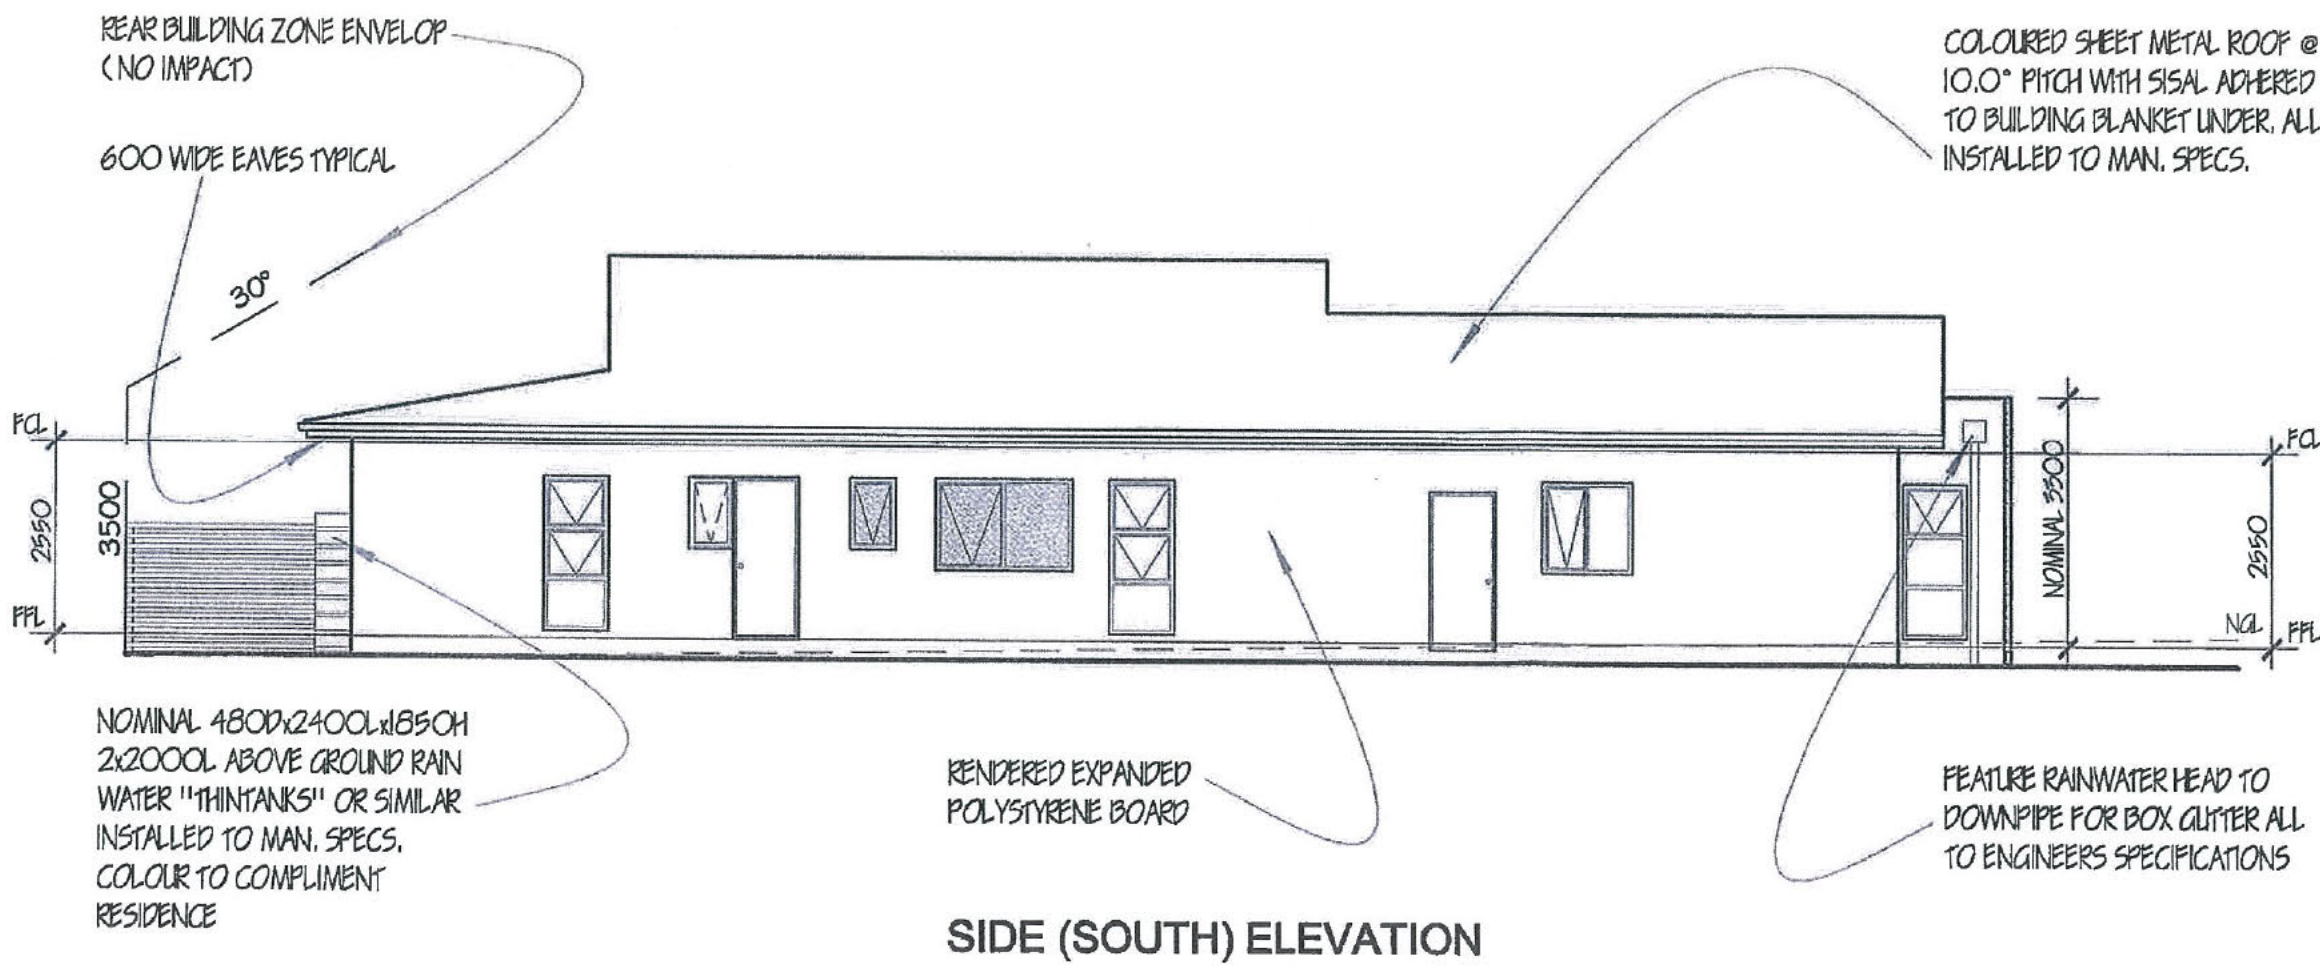 REAR BUILDING ZONE ENVELOP
(NO IMPACT)
600 WIDE EAVES TYPICAL
30°
COLOURED SHEET METAL ROOF @
10.0° PITCH WITH SISAL ADHERED
TO BUILDING BLANKET UNDER, ALL
INSTALLED TO MAN. SPECS.
FCL
2550
3500
FFL
FCL
NOMINAL 3300
2550
NGL
FFL
NOMINAL 480Dx2400Lx1850H
2x2000L ABOVE GROUND RAIN
WATER "THINTANKS" OR SIMILAR
INSTALLED TO MAN. SPECS.
COLOUR TO COMPLIMENT
RESIDENCE
RENDERED EXPANDED
POLYSTYRENE BOARD
FEATURE RAINWATER HEAD TO
DOWNPIPE FOR BOX GUTTER ALL
TO ENGINEERS SPECIFICATIONS
SIDE (SOUTH) ELEVATION